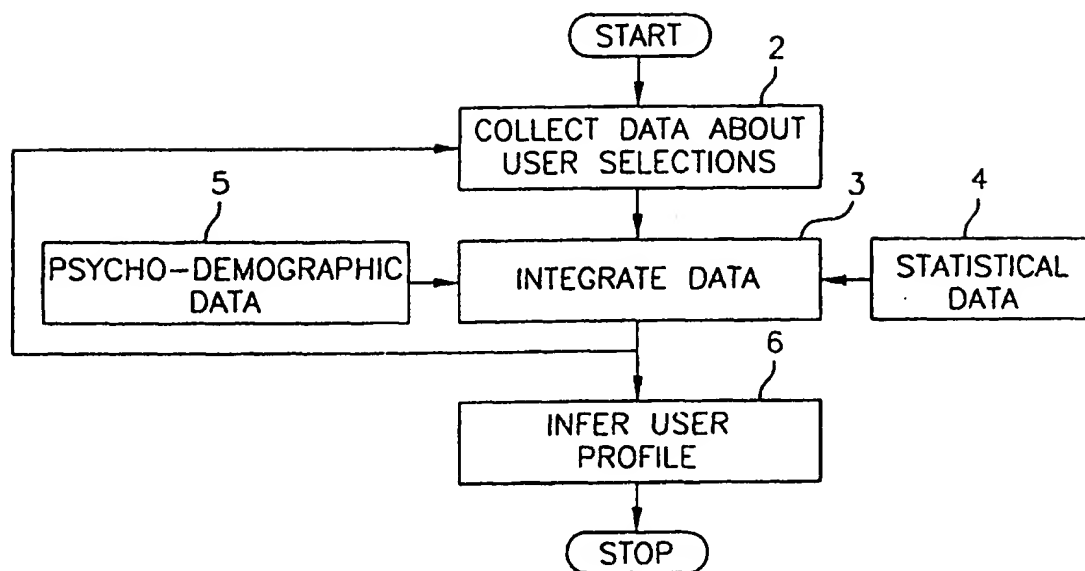 START
2
COLLECT DATA ABOUT
USER SELECTIONS
5
3
4
PSYCHO-DEMOGRAPHIC
DATA
INTEGRATE DATA
STATISTICAL
DATA
6
INFER USER
PROFILE
STOP